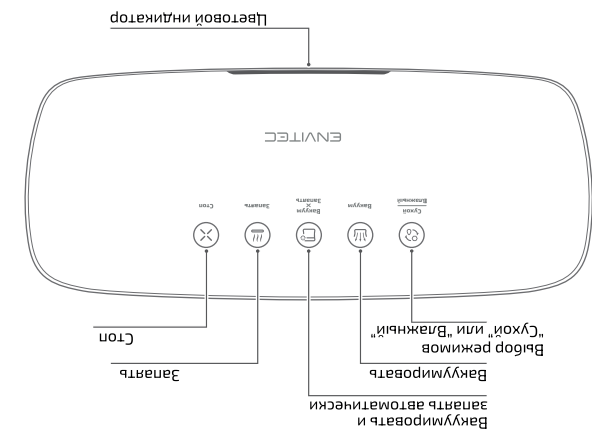 Вакуумировать и
запаять автоматически
Выбор режимов
"Сухой" или "Влажный"
Вакуумировать
Запаять
Стоп
Сухой
Влажный
Вакуум
Вакуум
×
Запаять
Запаять
Стоп
ENVITEC
Цветовой индикатор